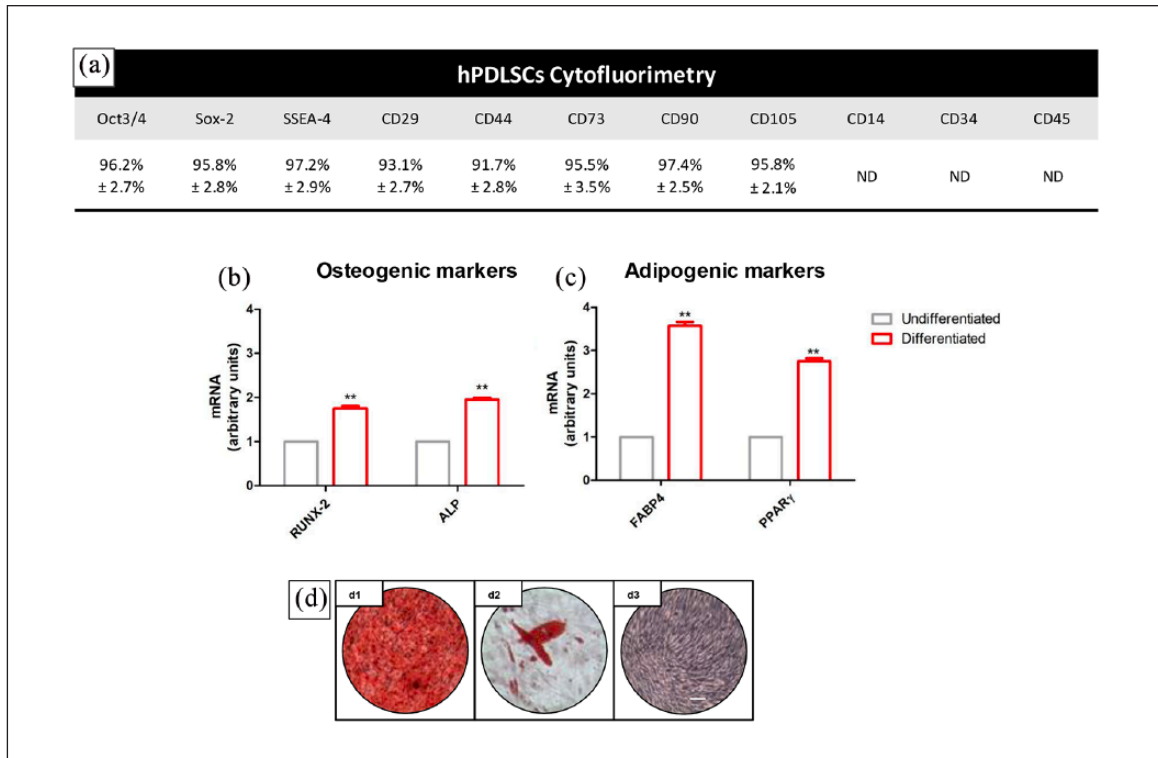 (a)
hPDLSCs Cytofluorimetry
Oct3/4 Sox-2 SSEA-4 CD29 CD44 CD73 CD90 CD105 CD14 CD34 CD45
96.2% 95.8% 97.2% 93.1% 91.7% 95.5% 97.4% 95.8% ND ND ND
± 2.7% ± 2.8% ± 2.9% ± 2.7% ± 2.8% ± 3.5% ± 2.5% ± 2.1%
(b) Osteogenic markers
mRNA
(arbitrary units)
4
3
2
1
0
** **
RUNX-2 ALP
(c) Adipogenic markers
mRNA
(arbitrary units)
4
3
2
1
0
** **
FABP4 PPARγ
Undifferentiated
Differentiated
(d)
d1 d2 d3